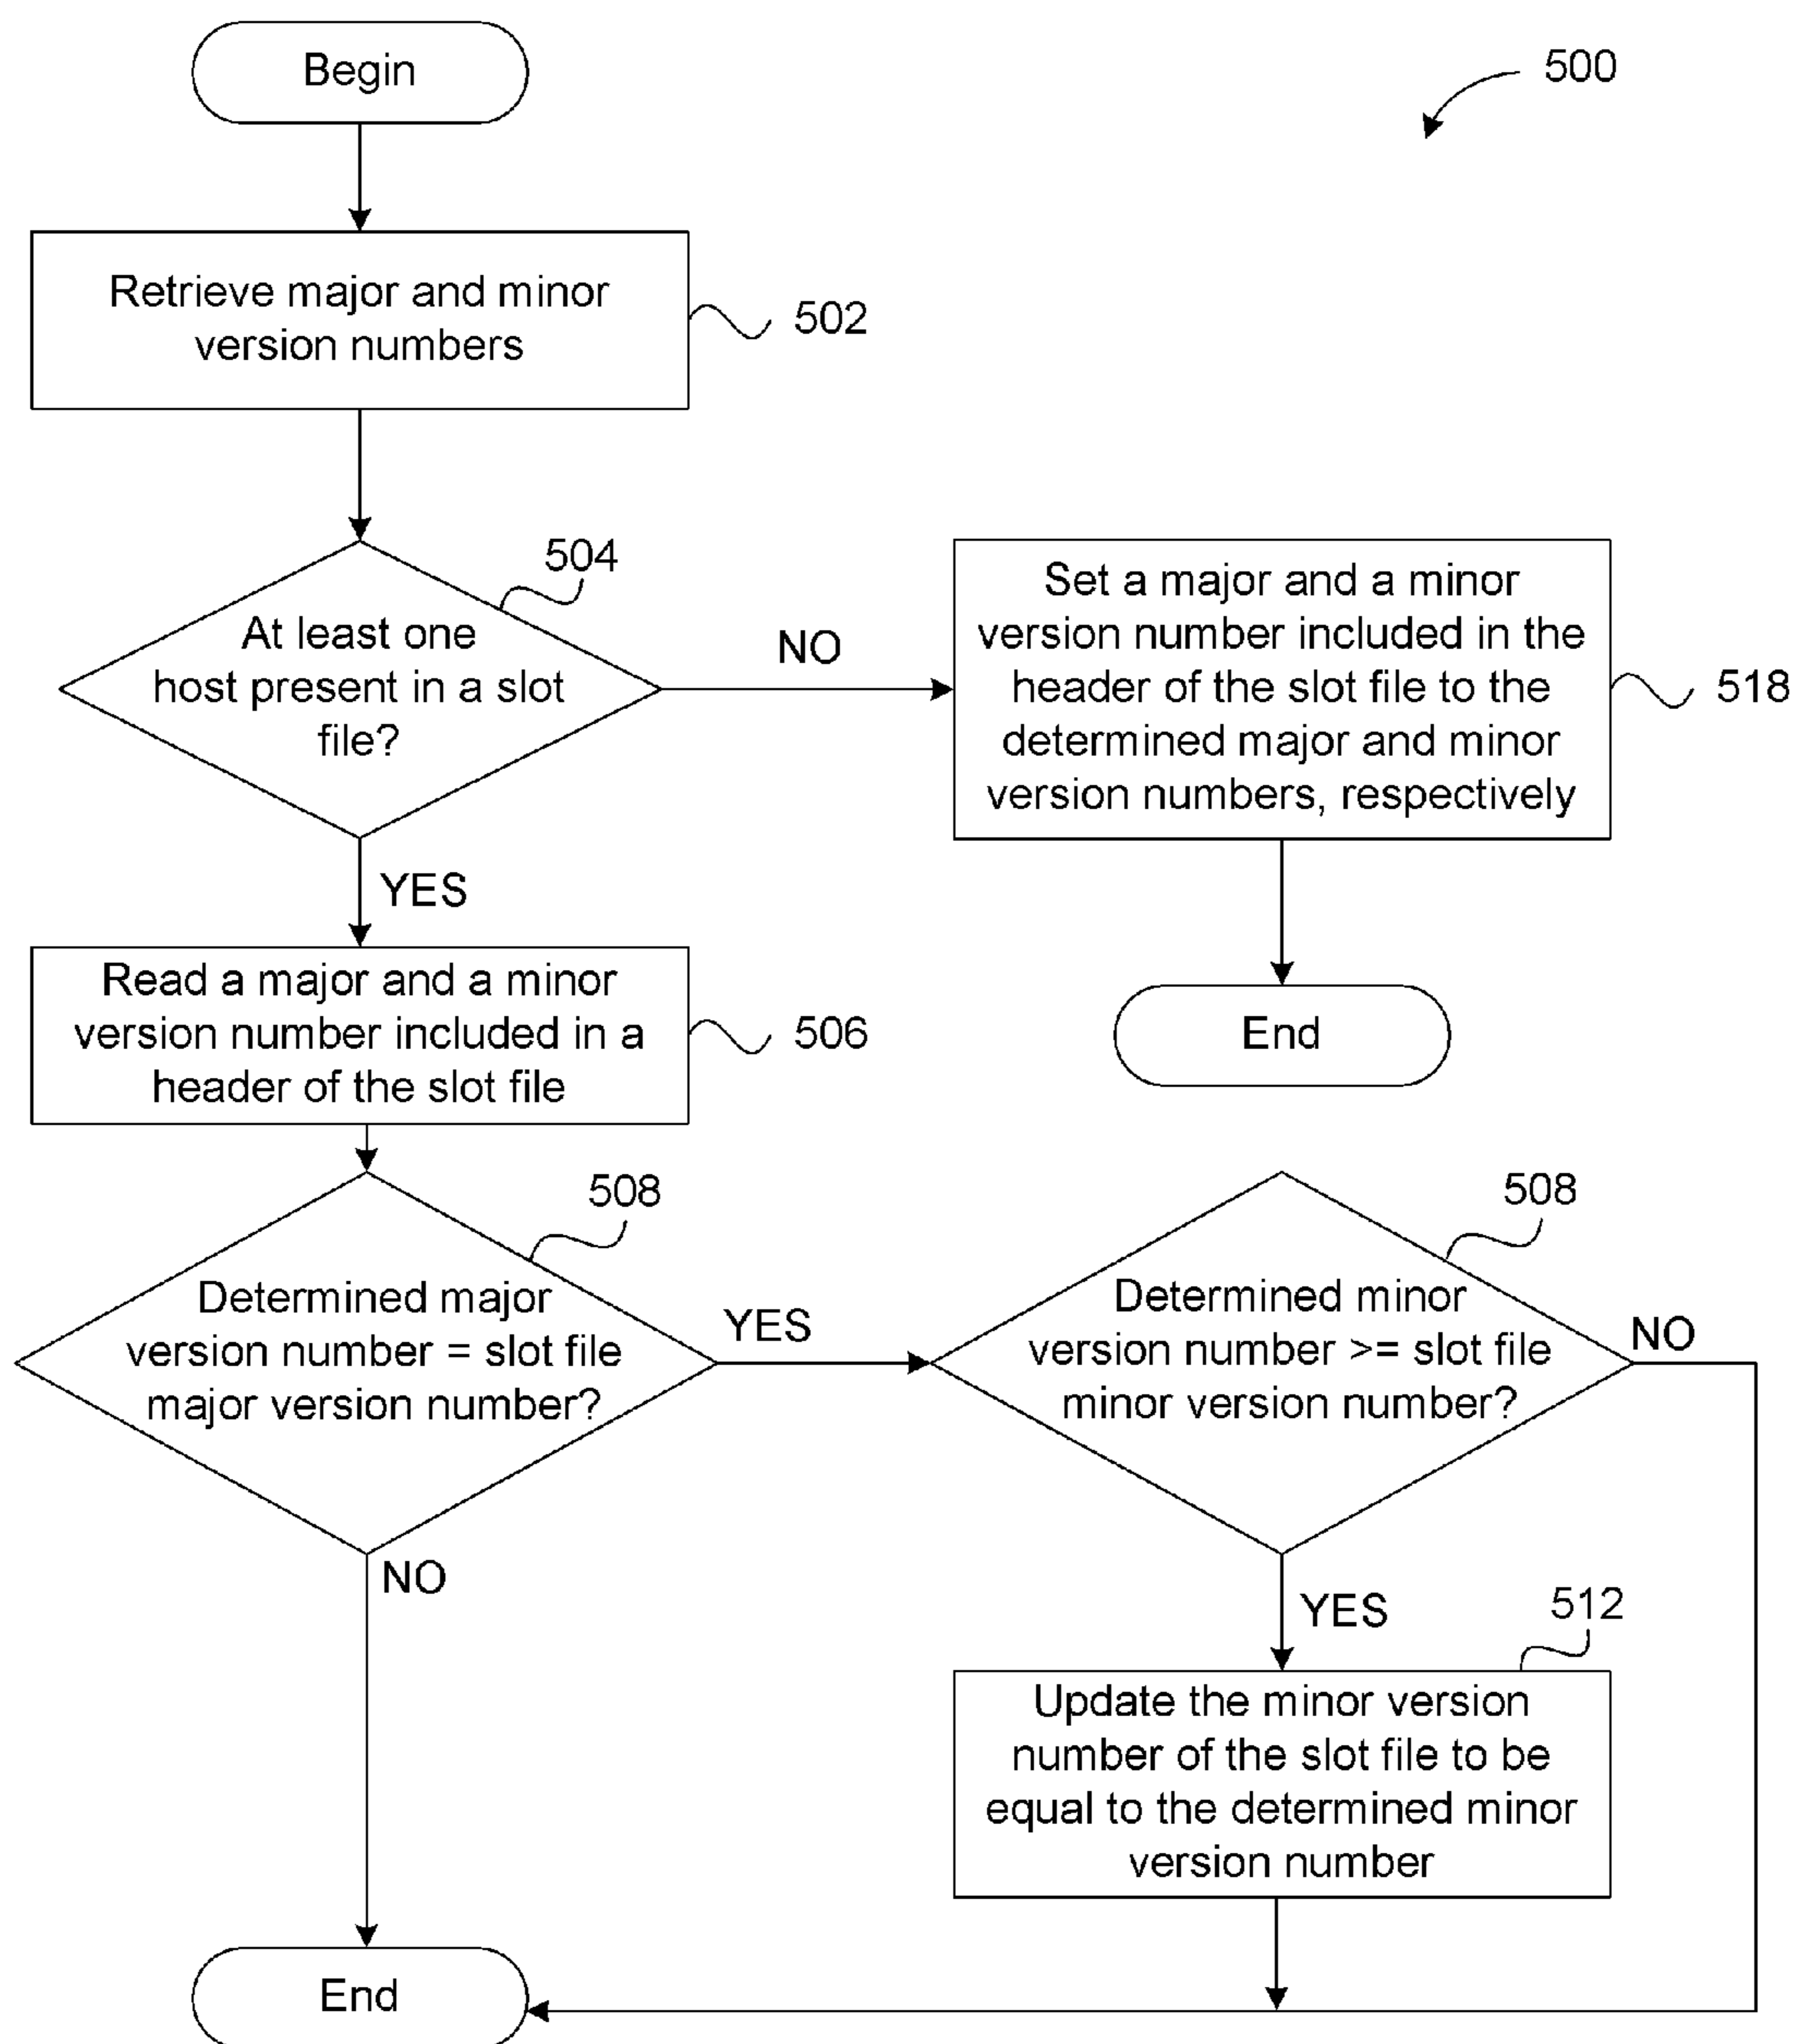 Begin
500
Retrieve major and minor
version numbers
502
504
At least one
host present in a slot
file?
NO
Set a major and a minor
version number included in the
header of the slot file to the
determined major and minor
version numbers, respectively
518
YES
Read a major and a minor
version number included in a
header of the slot file
506
End
508
Determined major
version number = slot file
major version number?
YES
508
Determined minor
version number >= slot file
minor version number?
NO
NO
YES
512
Update the minor version
number of the slot file to be
equal to the determined minor
version number
End